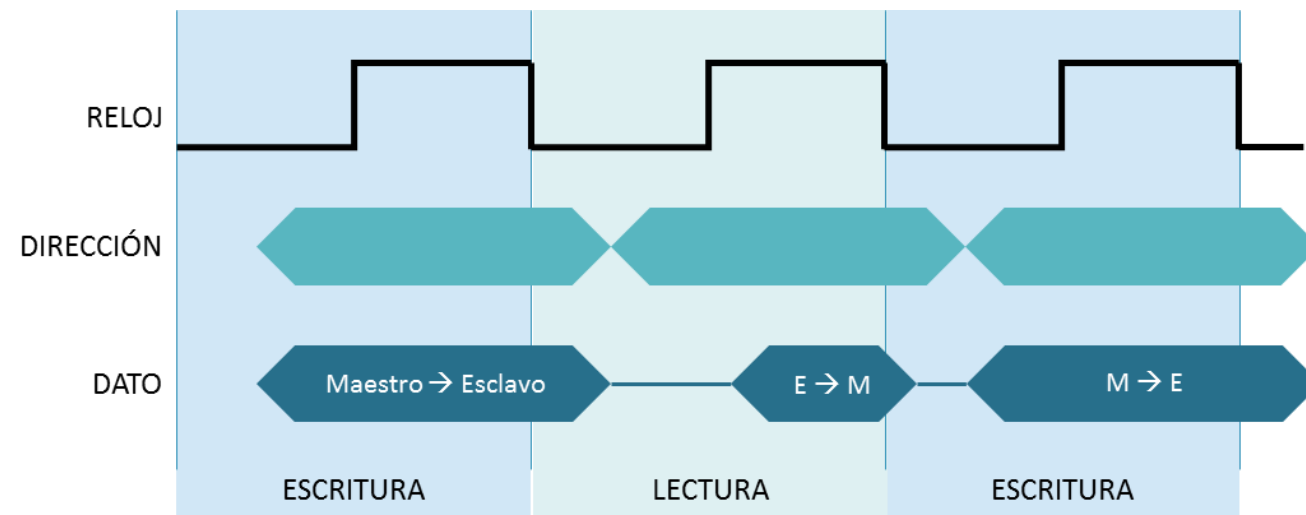 RELOJ
DIRECCIÓN
DATO
Maestro → Esclavo
E → M
M → E
ESCRITURA
LECTURA
ESCRITURA